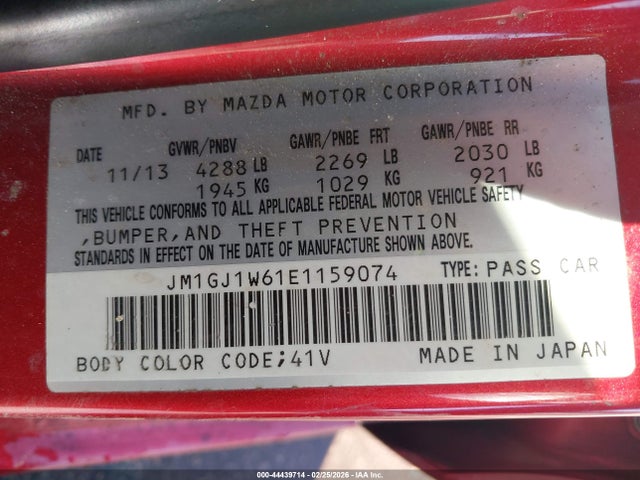 MFD. BY MAZDA MOTOR CORPORATION
DATE GVWR/PNBV GAWR/PNBE FRT GAWR/PNBE RR
11/13 4288 LB 2269 LB 2030 LB
1945 KG 1029 KG 921 KG
THIS VEHICLE CONFORMS TO ALL APPLICABLE FEDERAL MOTOR VEHICLE SAFETY
,BUMPER,AND THEFT PREVENTION
STANDARDS IN EFFECT ON THE DATE OF MANUFACTURE SHOWN ABOVE.
JM1GJ1W61E1159074 TYPE: PASS CAR
BODY COLOR CODE;41V MADE IN JAPAN
000-44439714 - 02/25/2026 - IAAI.com